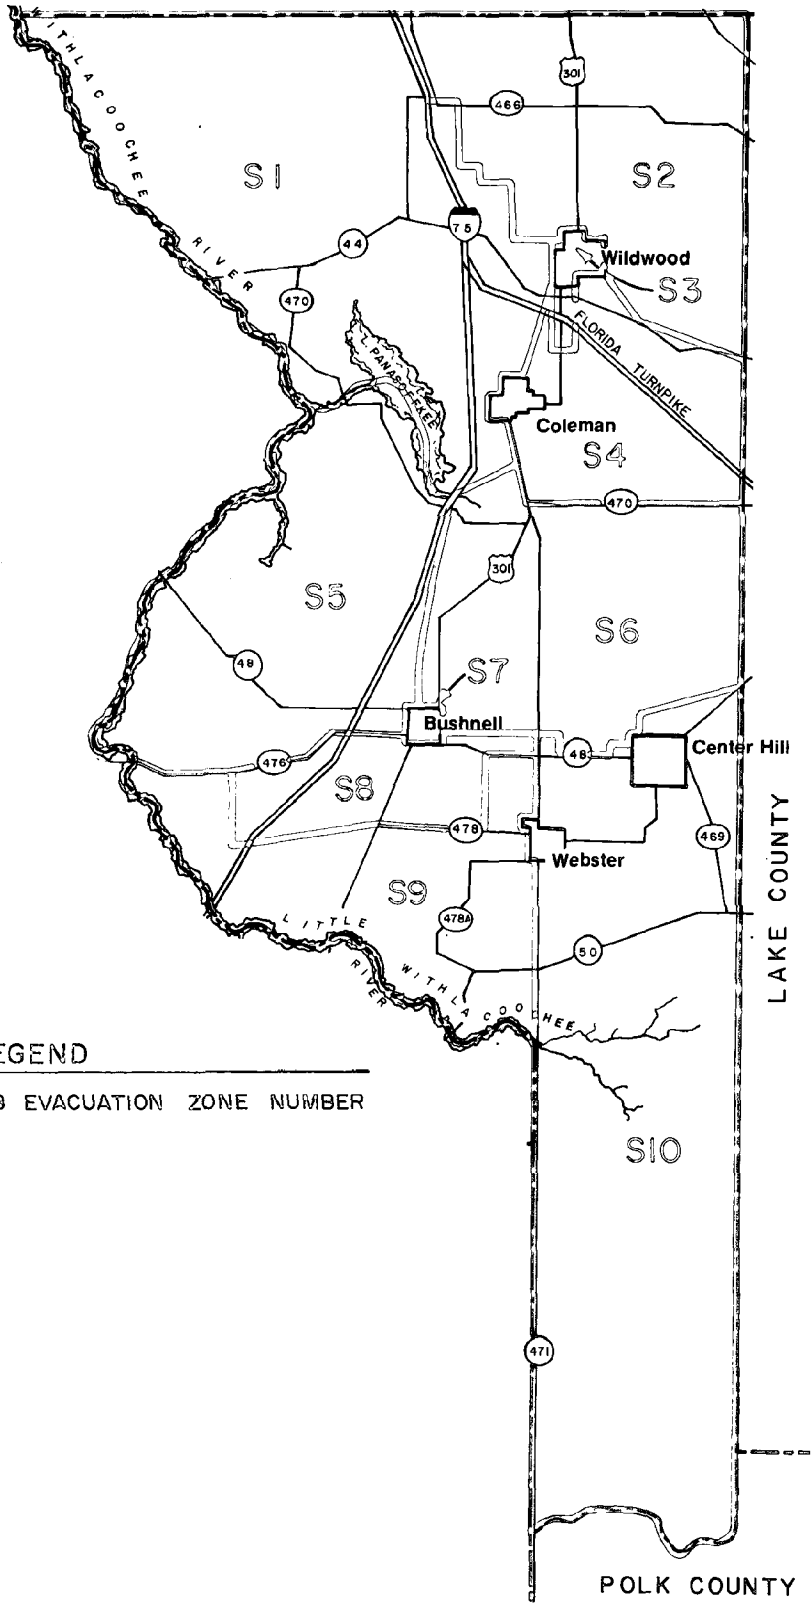 WITHLACOOCHEE RIVER
301
466
S1
S2
75
44
Wildwood
S3
470
FLORIDA TURNPIKE
PANASOFFKEE
Coleman
S4
470
301
S5
S6
48
S7
Bushnell
Center Hill
476
48
S8
478
469
Webster
S9
478A
50
LITTLE WITHLACOOCHEE
RIVER
LAKE COUNTY
EGEND
9 EVACUATION ZONE NUMBER
S10
471
POLK COUNTY